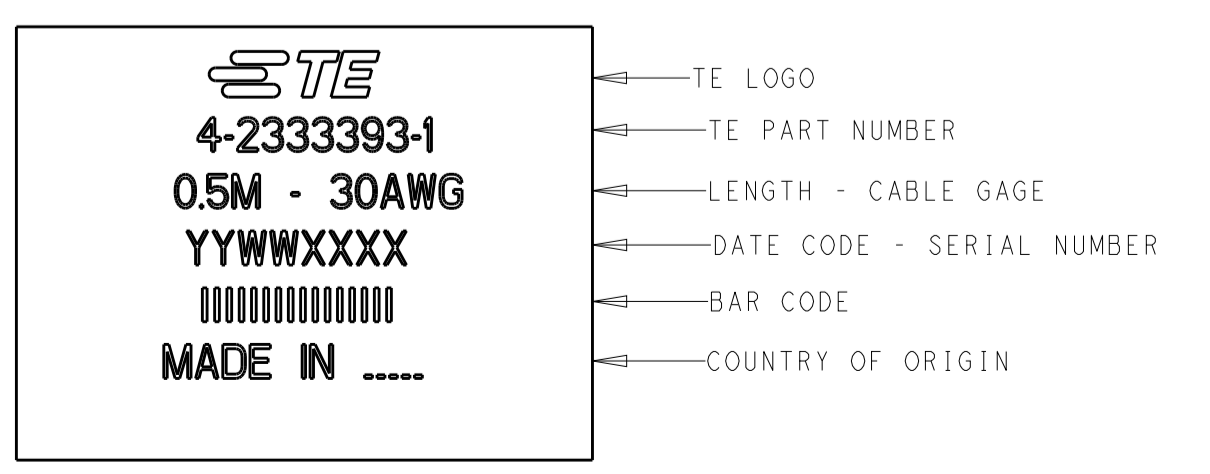 TE TE LOGO
4-2333393-1 TE PART NUMBER
0.5M - 30AWG LENGTH - CABLE GAGE
YYWWXXXX DATE CODE - SERIAL NUMBER
BAR CODE
MADE IN _____ COUNTRY OF ORIGIN